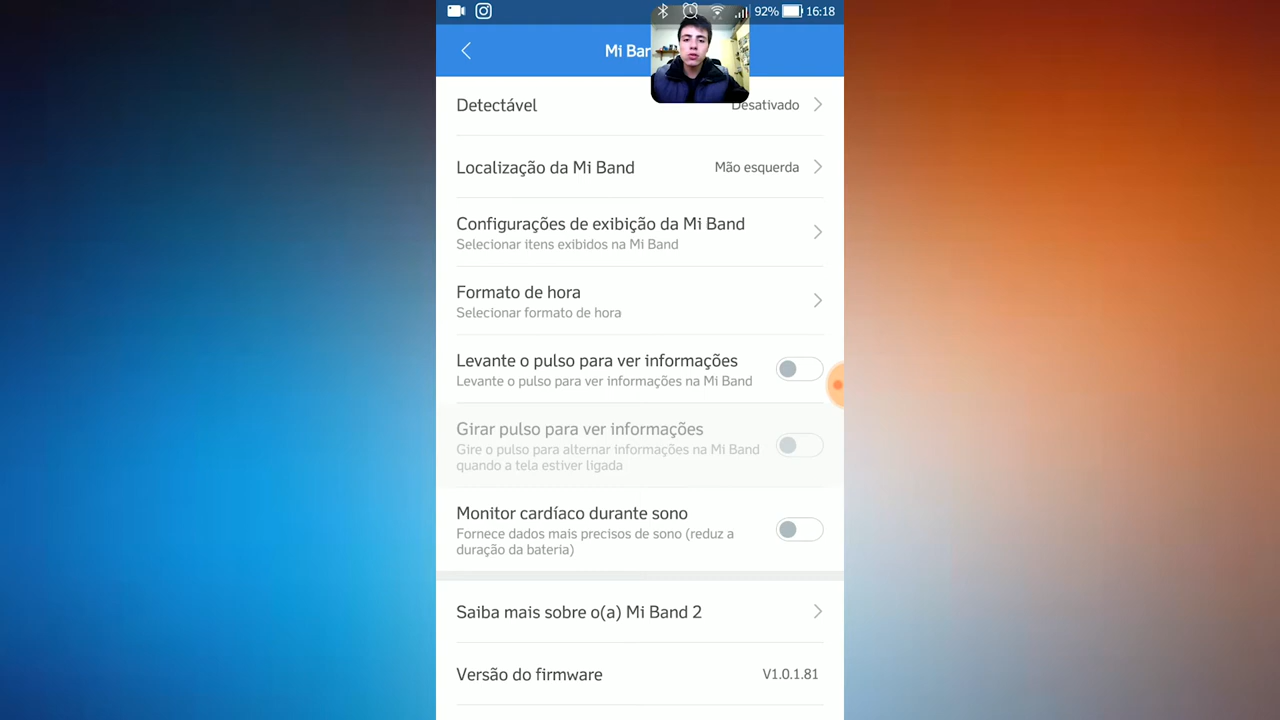 92% 16:18
Mi Ban
Detectável Desativado
Localização da Mi Band Mão esquerda
Configurações de exibição da Mi Band
Selecionar itens exibidos na Mi Band
Formato de hora
Selecionar formato de hora
Levante o pulso para ver informações
Levante o pulso para ver informações na Mi Band
Girar pulso para ver informações
Gire o pulso para alternar informações na Mi Band
quando a tela estiver ligada
Monitor cardíaco durante sono
Fornece dados mais precisos de sono (reduz a
duração da bateria)
Saiba mais sobre o(a) Mi Band 2
Versão do firmware V1.0.1.81